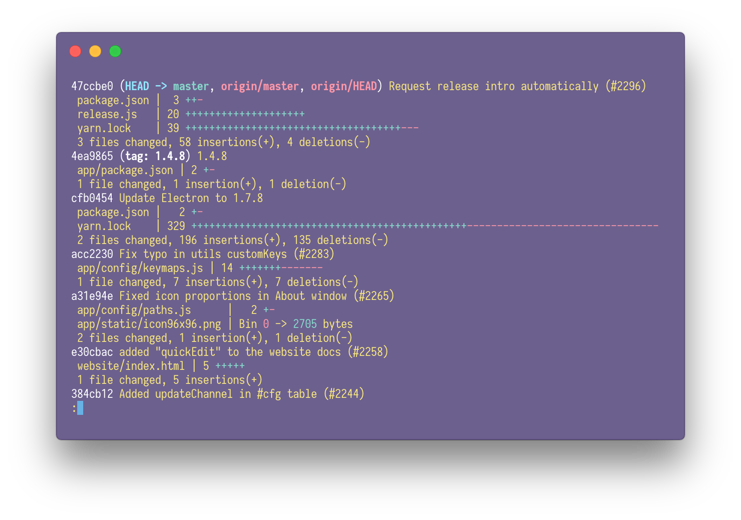 47ccbe0 (HEAD -> master, origin/master, origin/HEAD) Request release intro automatically (#2296)
 package.json |  3 ++-
 release.js   | 20 ++++++++++++++++++++
 yarn.lock    | 39 ++++++++++++++++++++++++++++++++++++---
 3 files changed, 58 insertions(+), 4 deletions(-)
4ea9865 (tag: 1.4.8) 1.4.8
 app/package.json | 2 +-
 1 file changed, 1 insertion(+), 1 deletion(-)
cfb0454 Update Electron to 1.7.8
 package.json |   2 +-
 yarn.lock    | 329 ++++++++++++++++++++++++++++++++++++++++++++++--------------------------------
 2 files changed, 196 insertions(+), 135 deletions(-)
acc2230 Fix typo in utils customKeys (#2283)
 app/config/keymaps.js | 14 +++++++-------
 1 file changed, 7 insertions(+), 7 deletions(-)
a31e94e Fixed icon proportions in About window (#2265)
 app/config/paths.js      |   2 +-
 app/static/icon96x96.png | Bin 0 -> 2705 bytes
 2 files changed, 1 insertion(+), 1 deletion(-)
e30cbac added "quickEdit" to the website docs (#2258)
 website/index.html | 5 +++++
 1 file changed, 5 insertions(+)
384cb12 Added updateChannel in #cfg table (#2244)
: